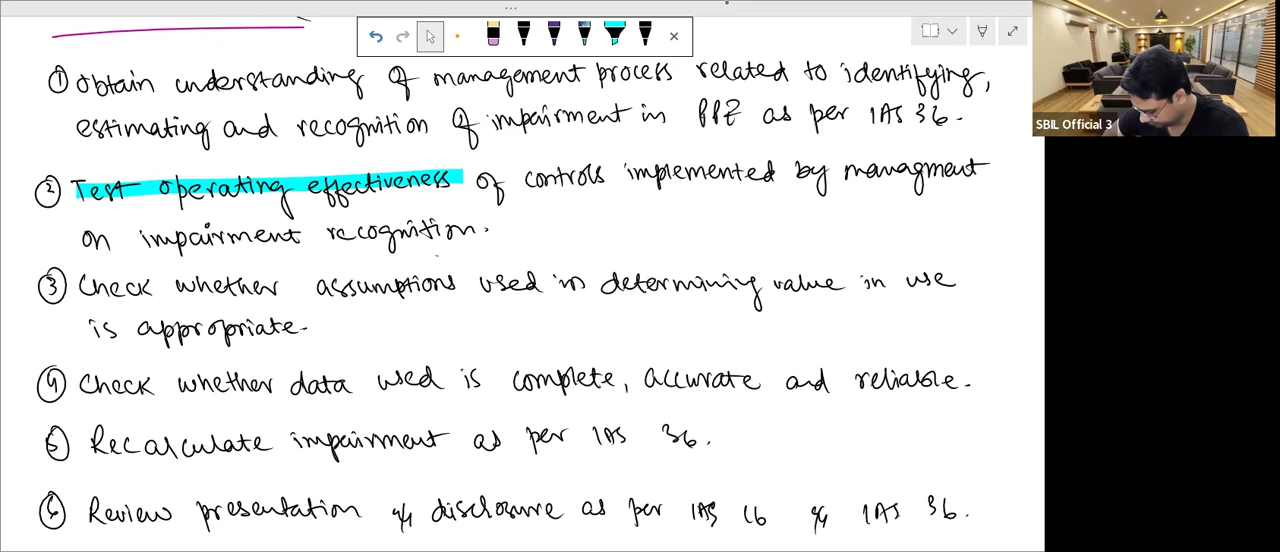 ① Obtain understanding of management process related to identifying,
estimating and recognition of impairment in PPE as per IAS 36.
② Test operating effectiveness of controls implemented by managment
on impairment recognition.
③ Check whether assumptions used in determining value in use
is appropriate.
④ Check whether data used is complete, accurate and reliable.
⑤ Recalculate impairment as per IAS 36.
⑥ Review presentation & disclosure as per IAS 16 & IAS 36.
SBIL Official 3